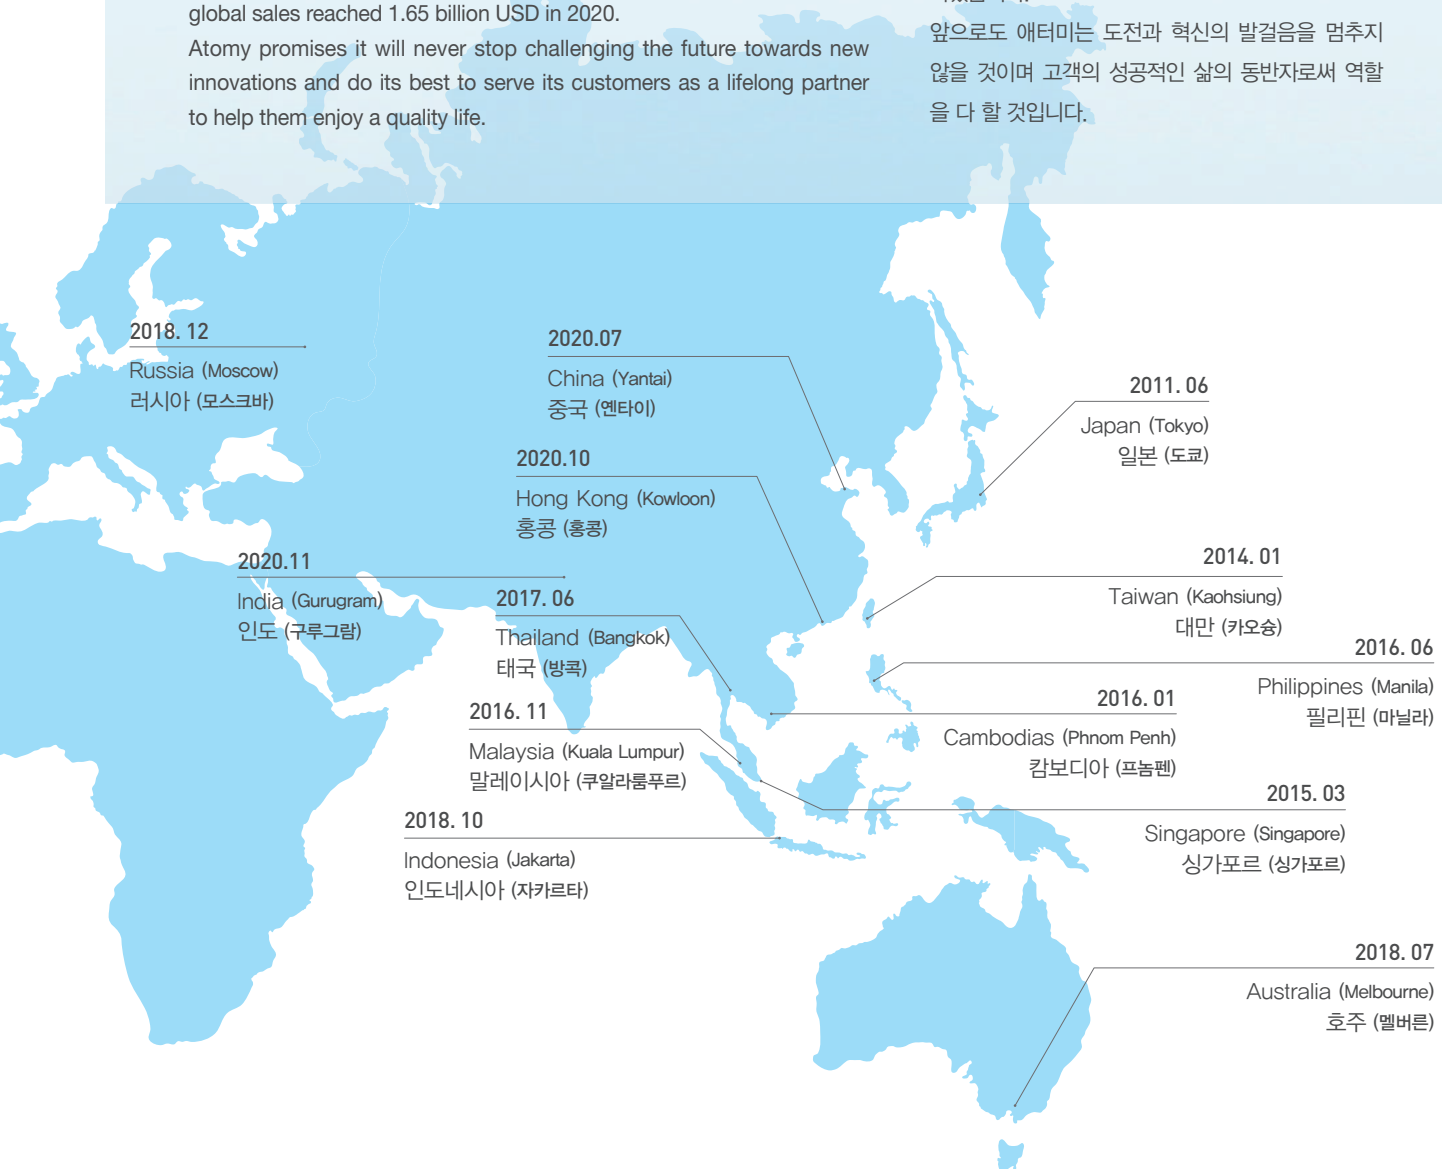 global sales reached 1.65 billion USD in 2020.
Atomy promises it will never stop challenging the future towards new
innovations and do its best to serve its customers as a lifelong partner
to help them enjoy a quality life.
앞으로도 애터미는 도전과 혁신의 발걸음을 멈추지
않을 것이며 고객의 성공적인 삶의 동반자로써 역할
을 다 할 것입니다.
2018. 12
Russia (Moscow)
러시아 (모스크바)
2020.07
China (Yantai)
중국 (옌타이)
2011. 06
Japan (Tokyo)
일본 (도쿄)
2020.10
Hong Kong (Kowloon)
홍콩 (홍콩)
2020.11
India (Gurugram)
인도 (구루그람)
2014. 01
Taiwan (Kaohsiung)
대만 (카오슝)
2017. 06
Thailand (Bangkok)
태국 (방콕)
2016. 06
Philippines (Manila)
필리핀 (마닐라)
2016. 01
Cambodias (Phnom Penh)
캄보디아 (프놈펜)
2016. 11
Malaysia (Kuala Lumpur)
말레이시아 (쿠알라룸푸르)
2015. 03
Singapore (Singapore)
싱가포르 (싱가포르)
2018. 10
Indonesia (Jakarta)
인도네시아 (자카르타)
2018. 07
Australia (Melbourne)
호주 (멜버른)